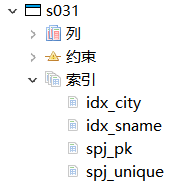 s031
列
约束
索引
idx_city
idx_sname
spj_pk
spj_unique